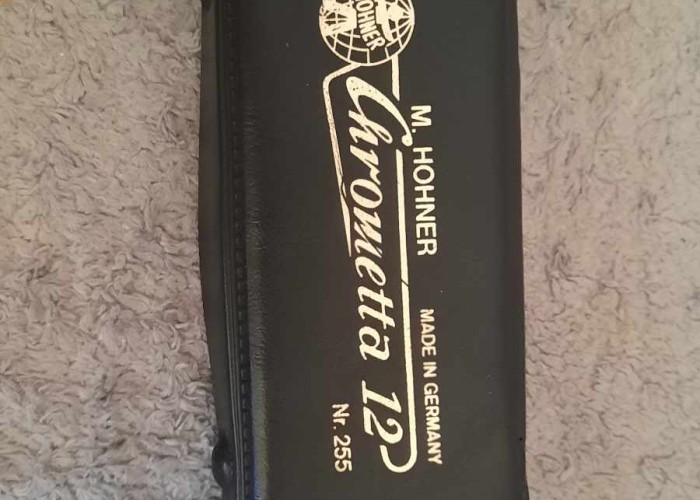 HOHNER
M. HOHNER
MADE IN GERMANY
Chrometta 12
Nr. 255